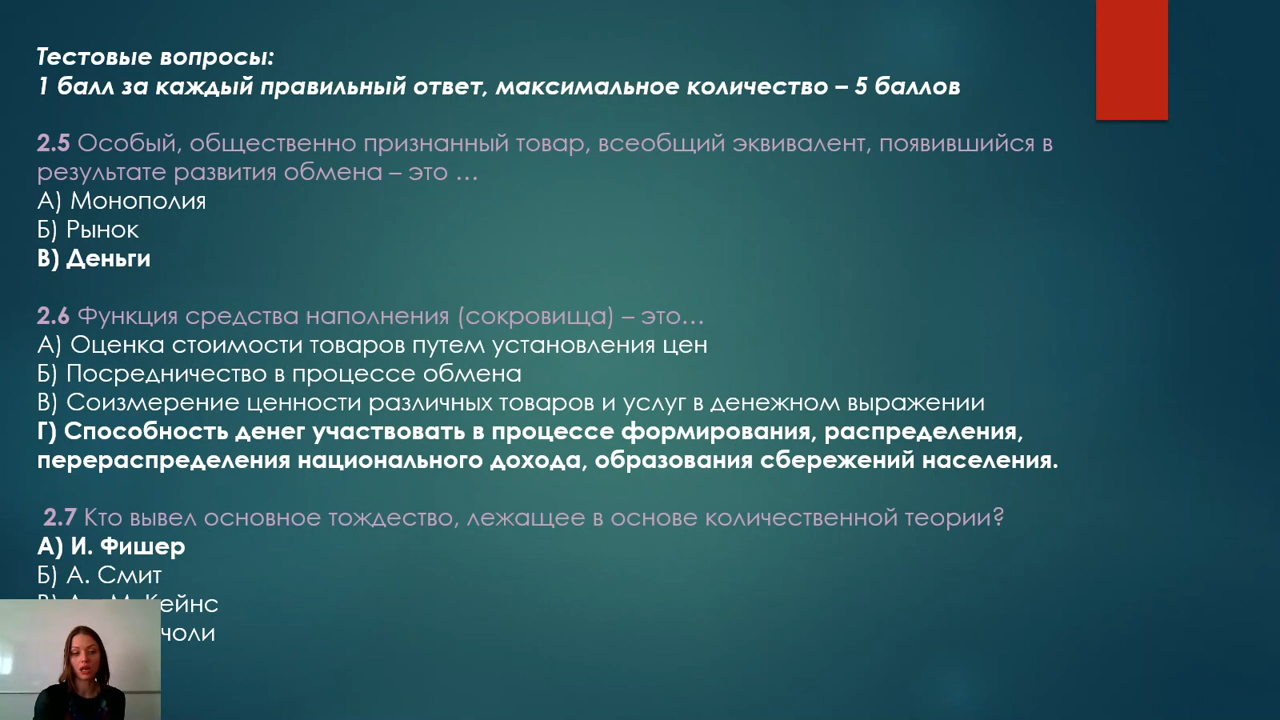 Тестовые вопросы:
1 балл за каждый правильный ответ, максимальное количество – 5 баллов
2.5 Особый, общественно признанный товар, всеобщий эквивалент, появившийся в
результате развития обмена – это …
А) Монополия
Б) Рынок
В) Деньги
2.6 Функция средства наполнения (сокровища) – это…
А) Оценка стоимости товаров путем установления цен
Б) Посредничество в процессе обмена
В) Соизмерение ценности различных товаров и услуг в денежном выражении
Г) Способность денег участвовать в процессе формирования, распределения,
перераспределения национального дохода, образования сбережений населения.
2.7 Кто вывел основное тождество, лежащее в основе количественной теории?
А) И. Фишер
Б) А. Смит
Кейнс